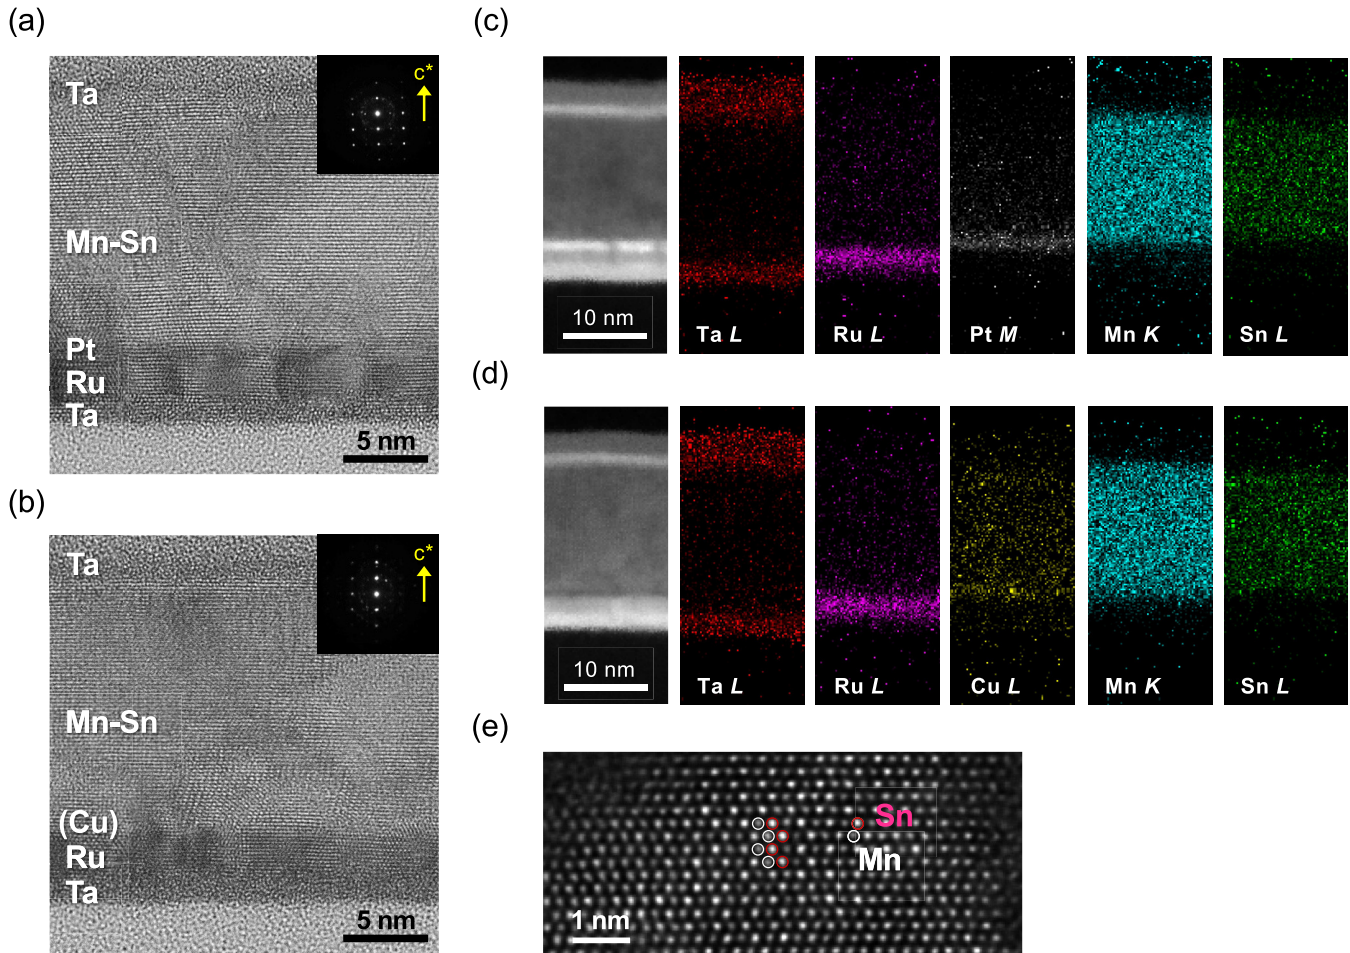 (a)
Ta
c*
Mn-Sn
Pt
Ru
Ta
5 nm
(b)
Ta
c*
Mn-Sn
(Cu)
Ru
Ta
5 nm
(c)
10 nm
Ta L
Ru L
Pt M
Mn K
Sn L
(d)
10 nm
Ta L
Ru L
Cu L
Mn K
Sn L
(e)
Sn
Mn
1 nm